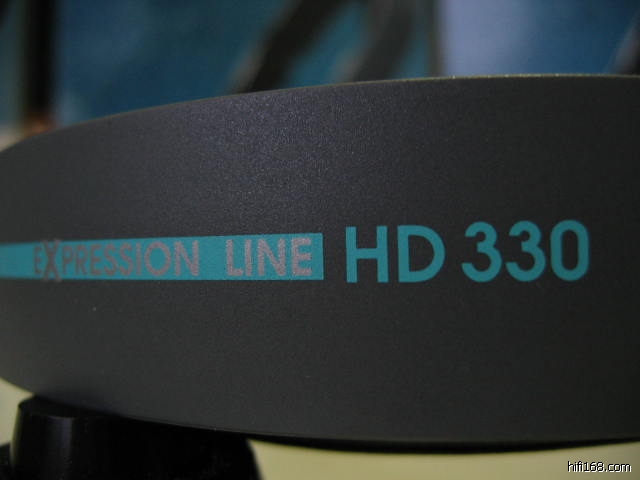 EXPRESSION LINE HD 330
hifi168.com